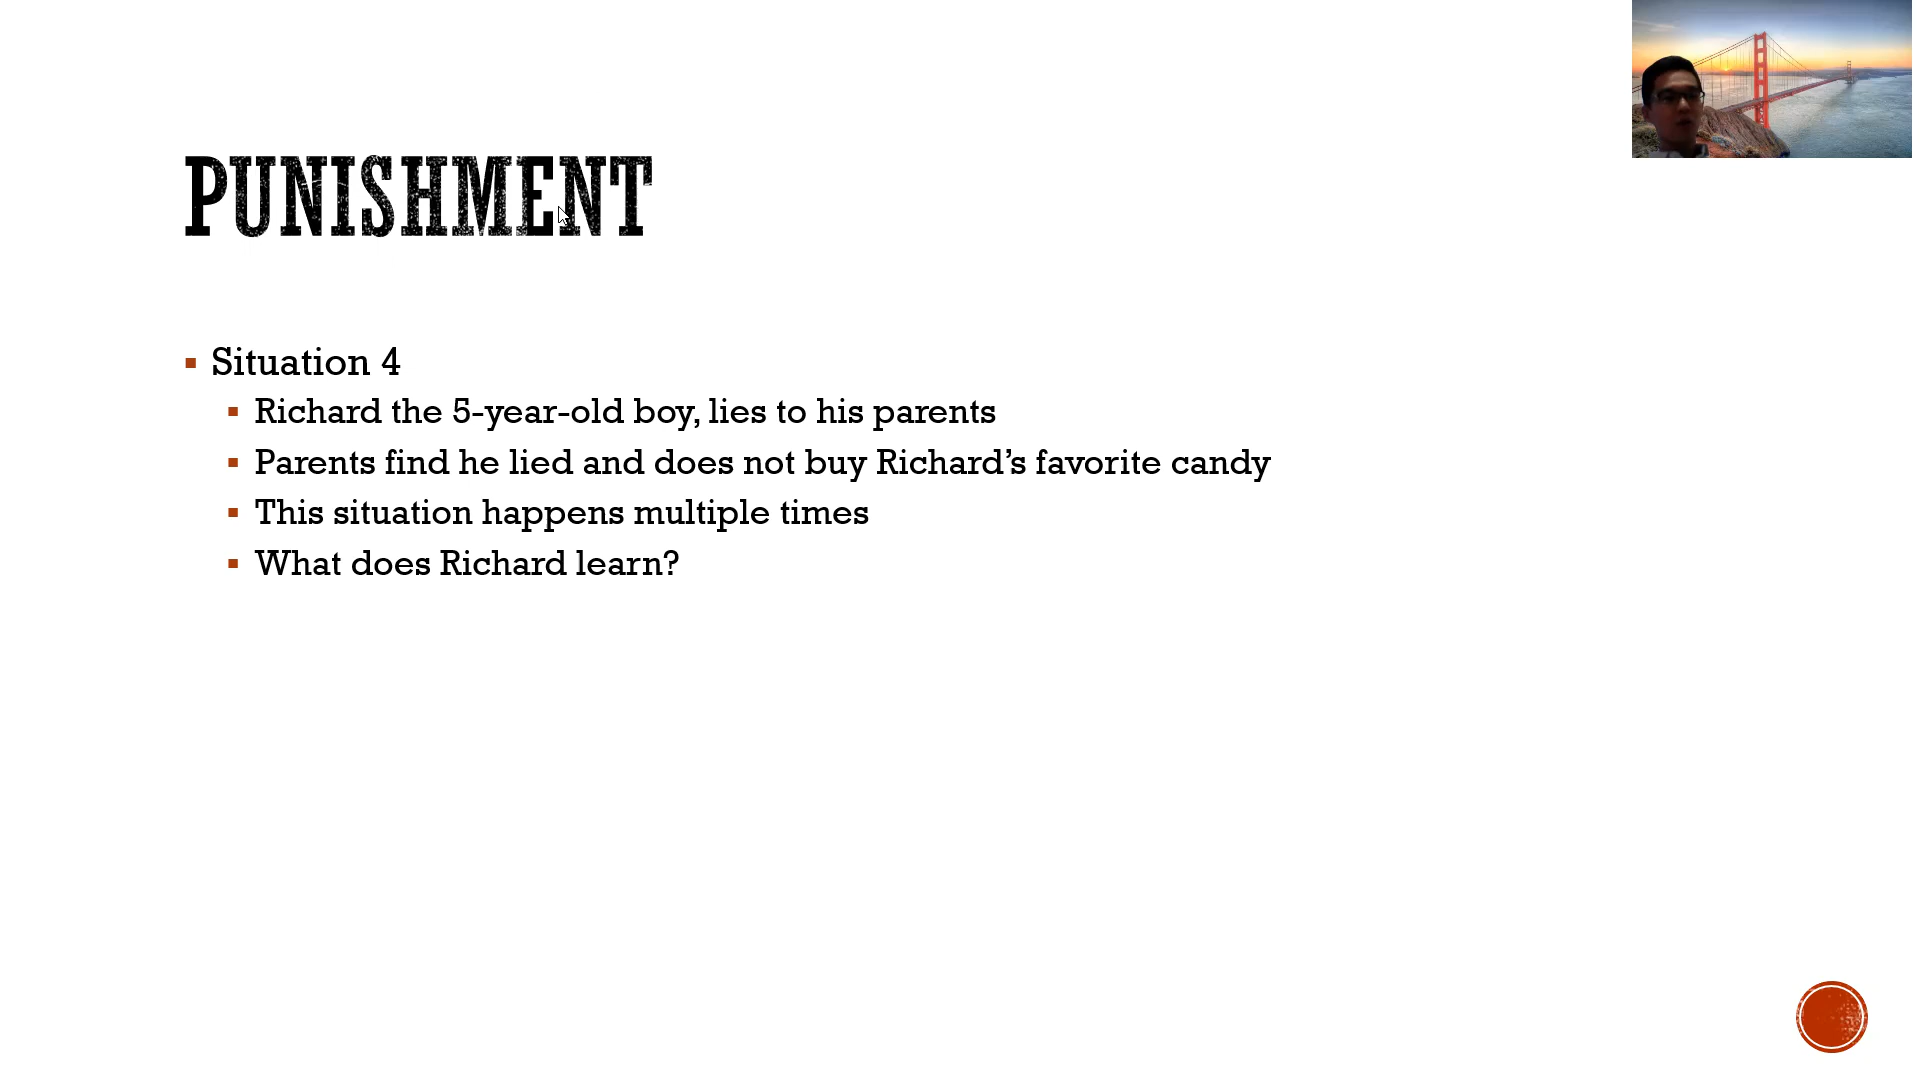 PUNISHMENT
Situation 4
Richard the 5-year-old boy, lies to his parents
Parents find he lied and does not buy Richard’s favorite candy
This situation happens multiple times
What does Richard learn?